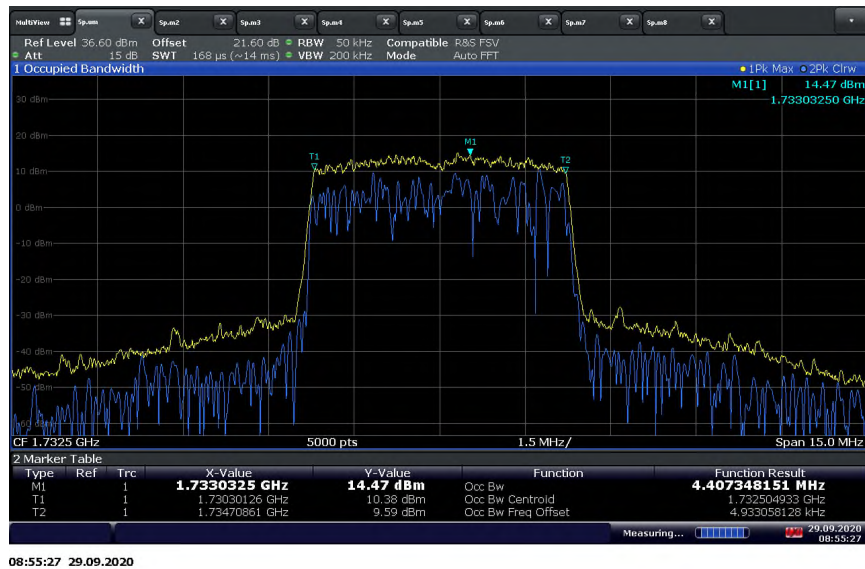 MultiView Sp.um X Sp.m2 X Sp.m3 X Sp.m4 X Sp.m5 X Sp.m6 X Sp.m7 X Sp.m8 X
Ref Level 36.60 dBm Offset 21.60 dB RBW 50 kHz Compatible R&S FSV
Att 15 dB SWT 168 µs (~14 ms) VBW 200 kHz Mode Auto FFT
1 Occupied Bandwidth 1Pk Max 2Pk Clrw
M1[1] 14.47 dBm
1.73303250 GHz
30 dBm
20 dBm
M1
T1 T2
10 dBm
0 dBm
-10 dBm
-20 dBm
-30 dBm
-40 dBm
-50 dBm
-60 dBm
CF 1.7325 GHz 5000 pts 1.5 MHz/ Span 15.0 MHz
2 Marker Table
Type Ref Trc X-Value Y-Value Function Function Result
M1 1 1.7330325 GHz 14.47 dBm Occ Bw 4.407348151 MHz
T1 1 1.73030126 GHz 10.38 dBm Occ Bw Centroid 1.732504933 GHz
T2 1 1.73470861 GHz 9.59 dBm Occ Bw Freq Offset 4.933058128 kHz
Measuring... 29.09.2020
08:55:27
08:55:27 29.09.2020